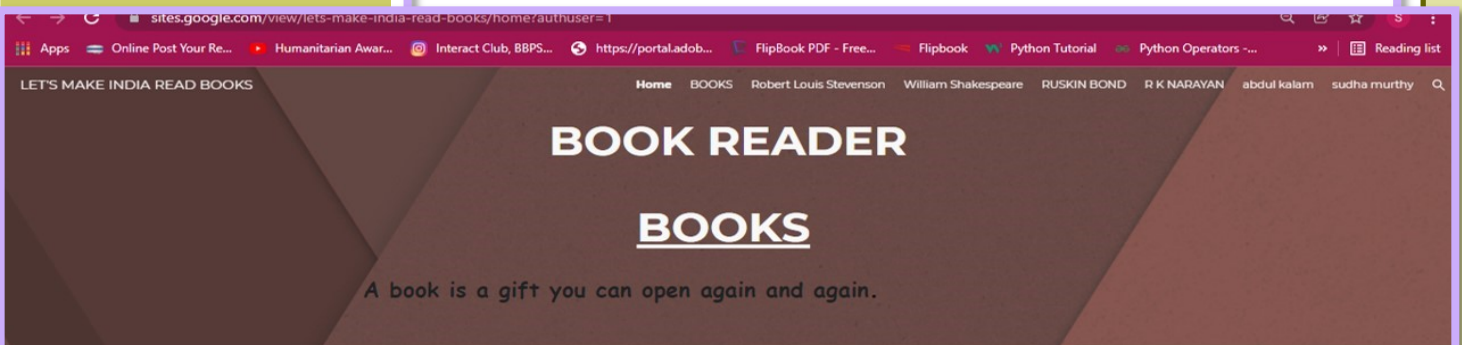 sites.google.com/view/lets-make-india-read-books/home?authuser=1
S
Apps Online Post Your Re... Humanitarian Awar... Interact Club, BBPS... https://portal.adob... FlipBook PDF - Free... Flipbook Python Tutorial Python Operators -... » Reading list
LET'S MAKE INDIA READ BOOKS Home BOOKS Robert Louis Stevenson William Shakespeare RUSKIN BOND R K NARAYAN abdul kalam sudha murthy
BOOK READER
BOOKS
A book is a gift you can open again and again.